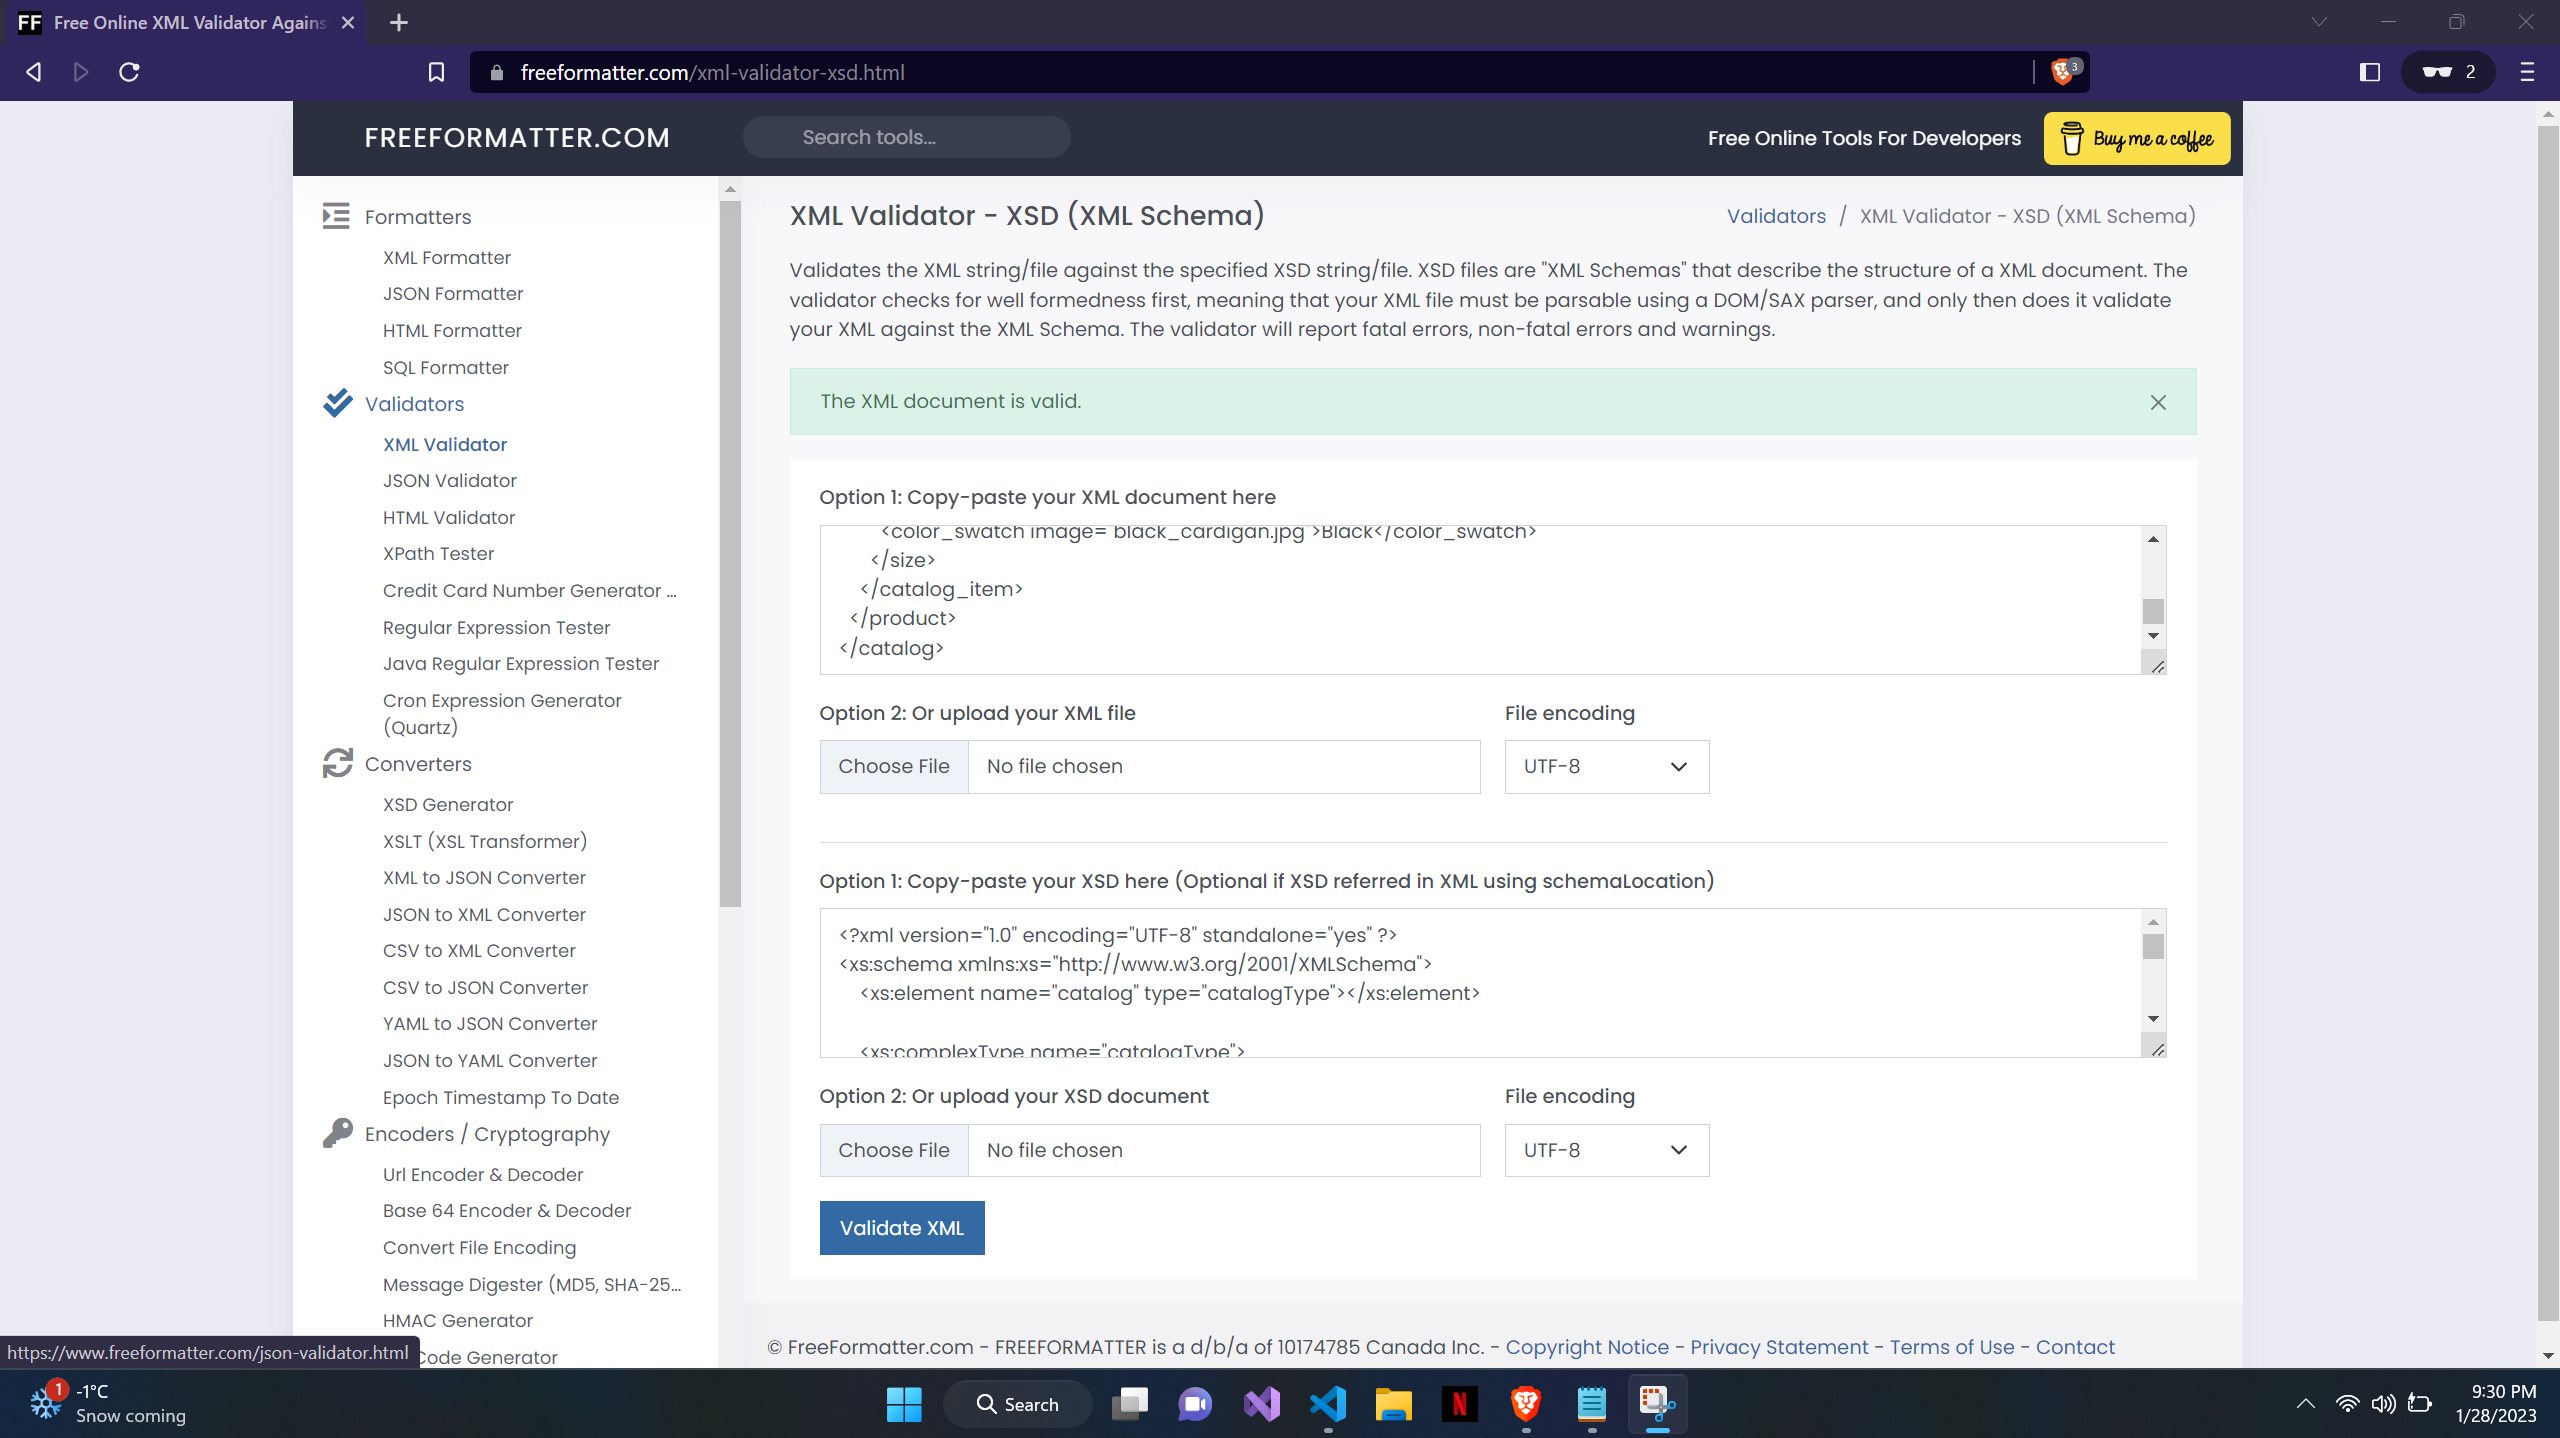 FF Free Online XML Validator Agains
freeformatter.com/xml-validator-xsd.html
3
2
FREEFORMATTER.COM
Search tools...
Free Online Tools For Developers
Buy me a coffee
Formatters
XML Formatter
JSON Formatter
HTML Formatter
SQL Formatter
Validators
XML Validator
JSON Validator
HTML Validator
XPath Tester
Credit Card Number Generator ...
Regular Expression Tester
Java Regular Expression Tester
Cron Expression Generator
(Quartz)
Converters
XSD Generator
XSLT (XSL Transformer)
XML to JSON Converter
JSON to XML Converter
CSV to XML Converter
CSV to JSON Converter
YAML to JSON Converter
JSON to YAML Converter
Epoch Timestamp To Date
Encoders / Cryptography
Url Encoder & Decoder
Base 64 Encoder & Decoder
Convert File Encoding
Message Digester (MD5, SHA-25...
HMAC Generator
Code Generator
https://www.freeformatter.com/json-validator.html
XML Validator - XSD (XML Schema)
Validators / XML Validator - XSD (XML Schema)
Validates the XML string/file against the specified XSD string/file. XSD files are "XML Schemas" that describe the structure of a XML document. The
validator checks for well formedness first, meaning that your XML file must be parsable using a DOM/SAX parser, and only then does it validate
your XML against the XML Schema. The validator will report fatal errors, non-fatal errors and warnings.
The XML document is valid.
Option 1: Copy-paste your XML document here
<color_swatch image="black_cardigan.jpg">Black</color_swatch>
</size>
</catalog_item>
</product>
</catalog>
Option 2: Or upload your XML file
File encoding
Choose File No file chosen
UTF-8
Option 1: Copy-paste your XSD here (Optional if XSD referred in XML using schemaLocation)
<?xml version="1.0" encoding="UTF-8" standalone="yes" ?>
<xs:schema xmlns:xs="http://www.w3.org/2001/XMLSchema">
<xs:element name="catalog" type="catalogType"></xs:element>
<xs:complexType name="catalogType">
Option 2: Or upload your XSD document
File encoding
Choose File No file chosen
UTF-8
Validate XML
© FreeFormatter.com - FREEFORMATTER is a d/b/a of 10174785 Canada Inc. - Copyright Notice - Privacy Statement - Terms of Use - Contact
1
-1°C
Snow coming
Search
N
9:30 PM
1/28/2023